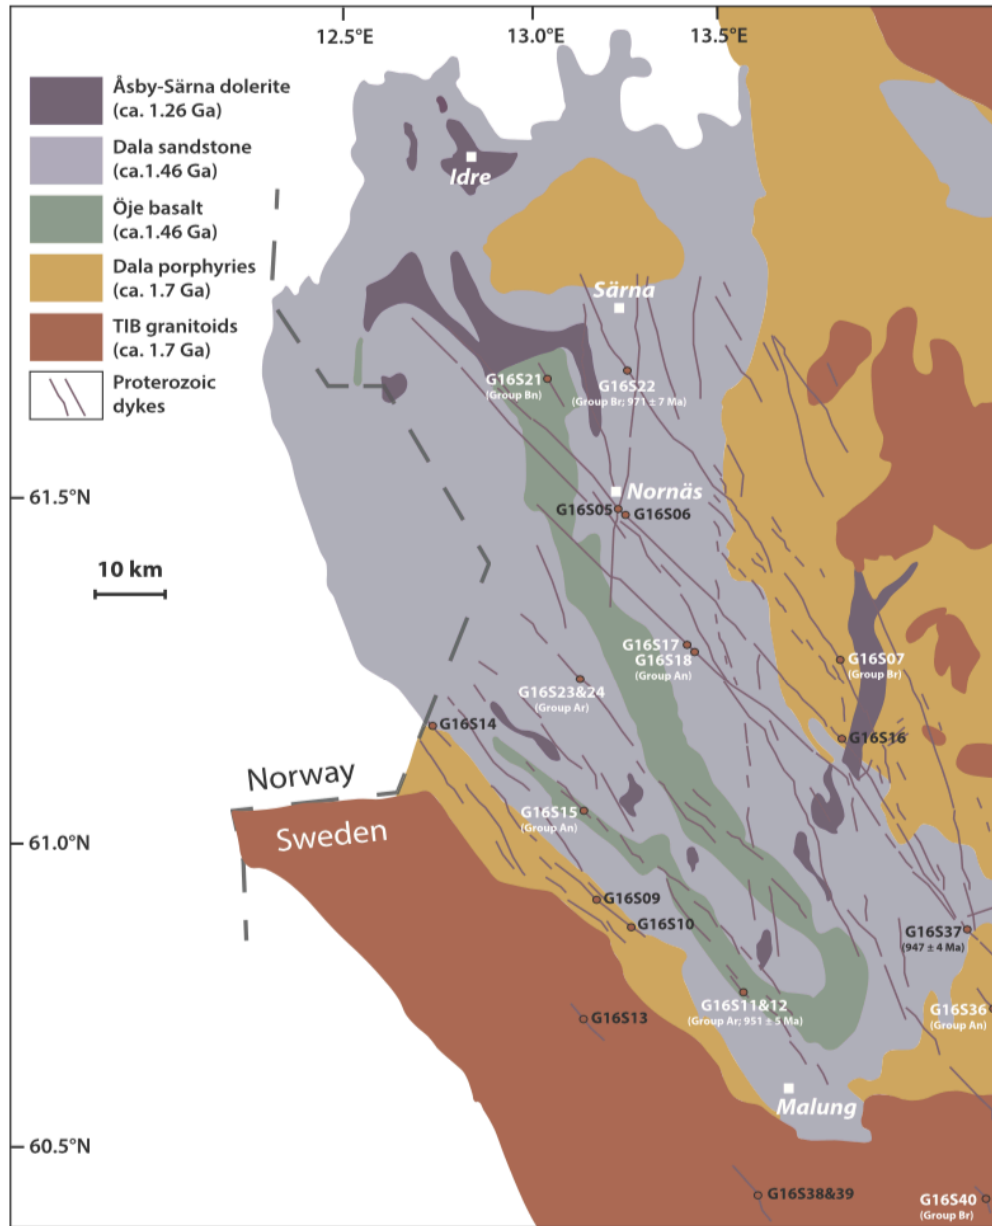 12.5°E
13.0°E
13.5°E
Åsby-Särna dolerite
(ca. 1.26 Ga)
Dala sandstone
(ca.1.46 Ga)
Öje basalt
(ca.1.46 Ga)
Dala porphyries
(ca. 1.7 Ga)
TIB granitoids
(ca. 1.7 Ga)
Proterozoic
dykes
Idre
Särna
G16S21
(Group Bn)
G16S22
(Group Br; 971 ± 7 Ma)
61.5°N
Nornäs
G16S05
G16S06
10 km
G16S17
G16S18
(Group An)
G16S07
(Group Br)
G16S23&24
(Group Ar)
G16S14
G16S16
Norway
Sweden
G16S15
(Group An)
61.0°N
G16S09
G16S10
G16S37
(947 ± 4 Ma)
G16S11&12
(Group Ar; 951 ± 5 Ma)
G16S36
(Group An)
G16S13
Malung
60.5°N
G16S38&39
G16S40
(Group Br)